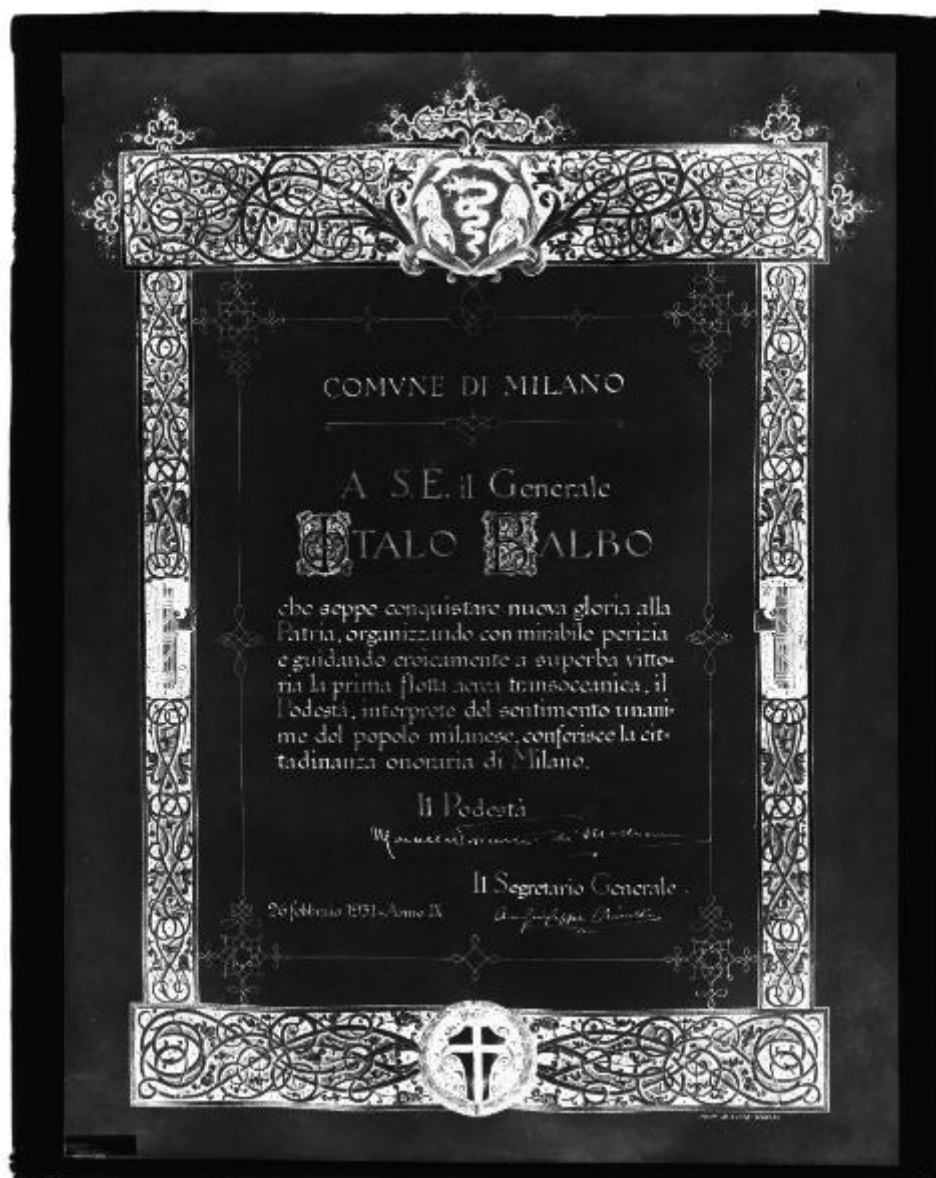 COMVNE DI MILANO
A S.E. il Generale
ITALO BALBO
che seppe conquistare nuova gloria alla
Patria, organizzando con mirabile perizia
e guidando eroicamente a superba vitto-
ria la prima flotta aerea transoceanica, il
Podestà, interprete del sentimento unani-
me del popolo milanese, conferisce la cit-
tadinanza onoraria di Milano.
Il Podestà
Il Segretario Generale
26 febbraio 1931 - Anno IX